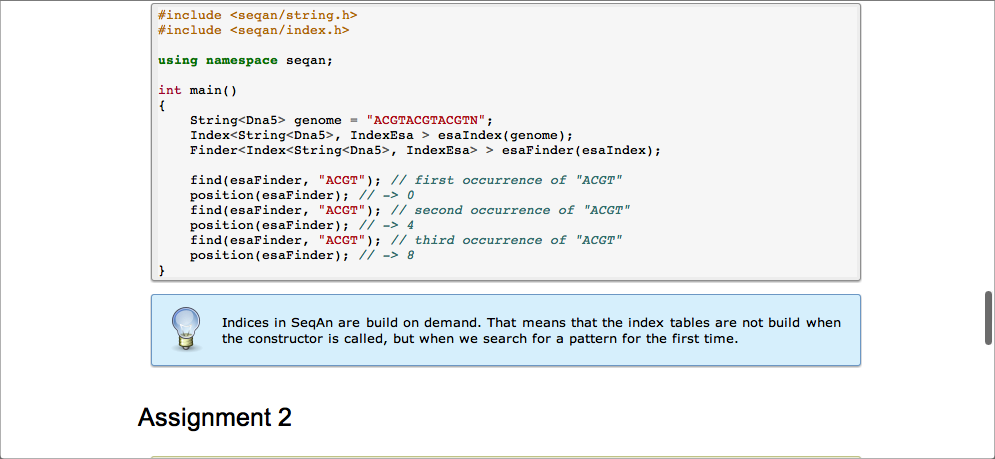 #include <seqan/string.h>
#include <seqan/index.h>
using namespace seqan;
int main()
{
String<Dna5> genome = "ACGTACGTACGTN";
Index<String<Dna5>, IndexEsa > esaIndex(genome);
Finder<Index<String<Dna5>, IndexEsa> > esaFinder(esaIndex);
find(esaFinder, "ACGT"); // first occurrence of "ACGT"
position(esaFinder); // -> 0
find(esaFinder, "ACGT"); // second occurrence of "ACGT"
position(esaFinder); // -> 4
find(esaFinder, "ACGT"); // third occurrence of "ACGT"
position(esaFinder); // -> 8
}
Indices in SeqAn are build on demand. That means that the index tables are not build when
the constructor is called, but when we search for a pattern for the first time.
Assignment 2